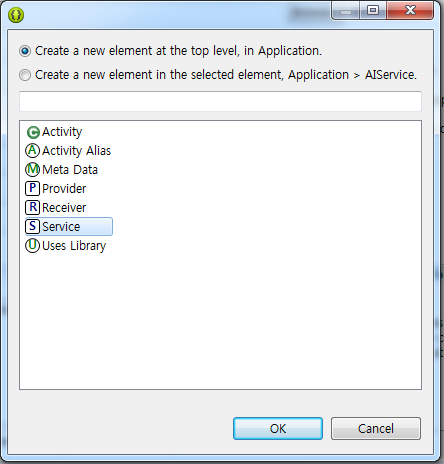 Create a new element at the top level, in Application.
Create a new element in the selected element, Application > AIService.
C Activity
A Activity Alias
M Meta Data
P Provider
R Receiver
S Service
U Uses Library
OK Cancel